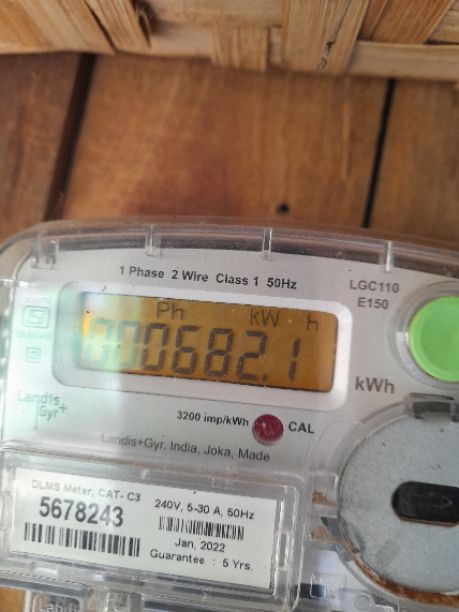 1 Phase 2 Wire Class 1 50Hz
LGC110
E150
Ph kW h
000682.1
kWh
Landis
Gyr+
3200 imp/kWh CAL
Landis+Gyr, India, Joka, Made
DLMS Meter, CAT- C3
5678243
240V, 5-30 A, 50Hz
Jan, 2022
Guarantee : 5 Yrs.